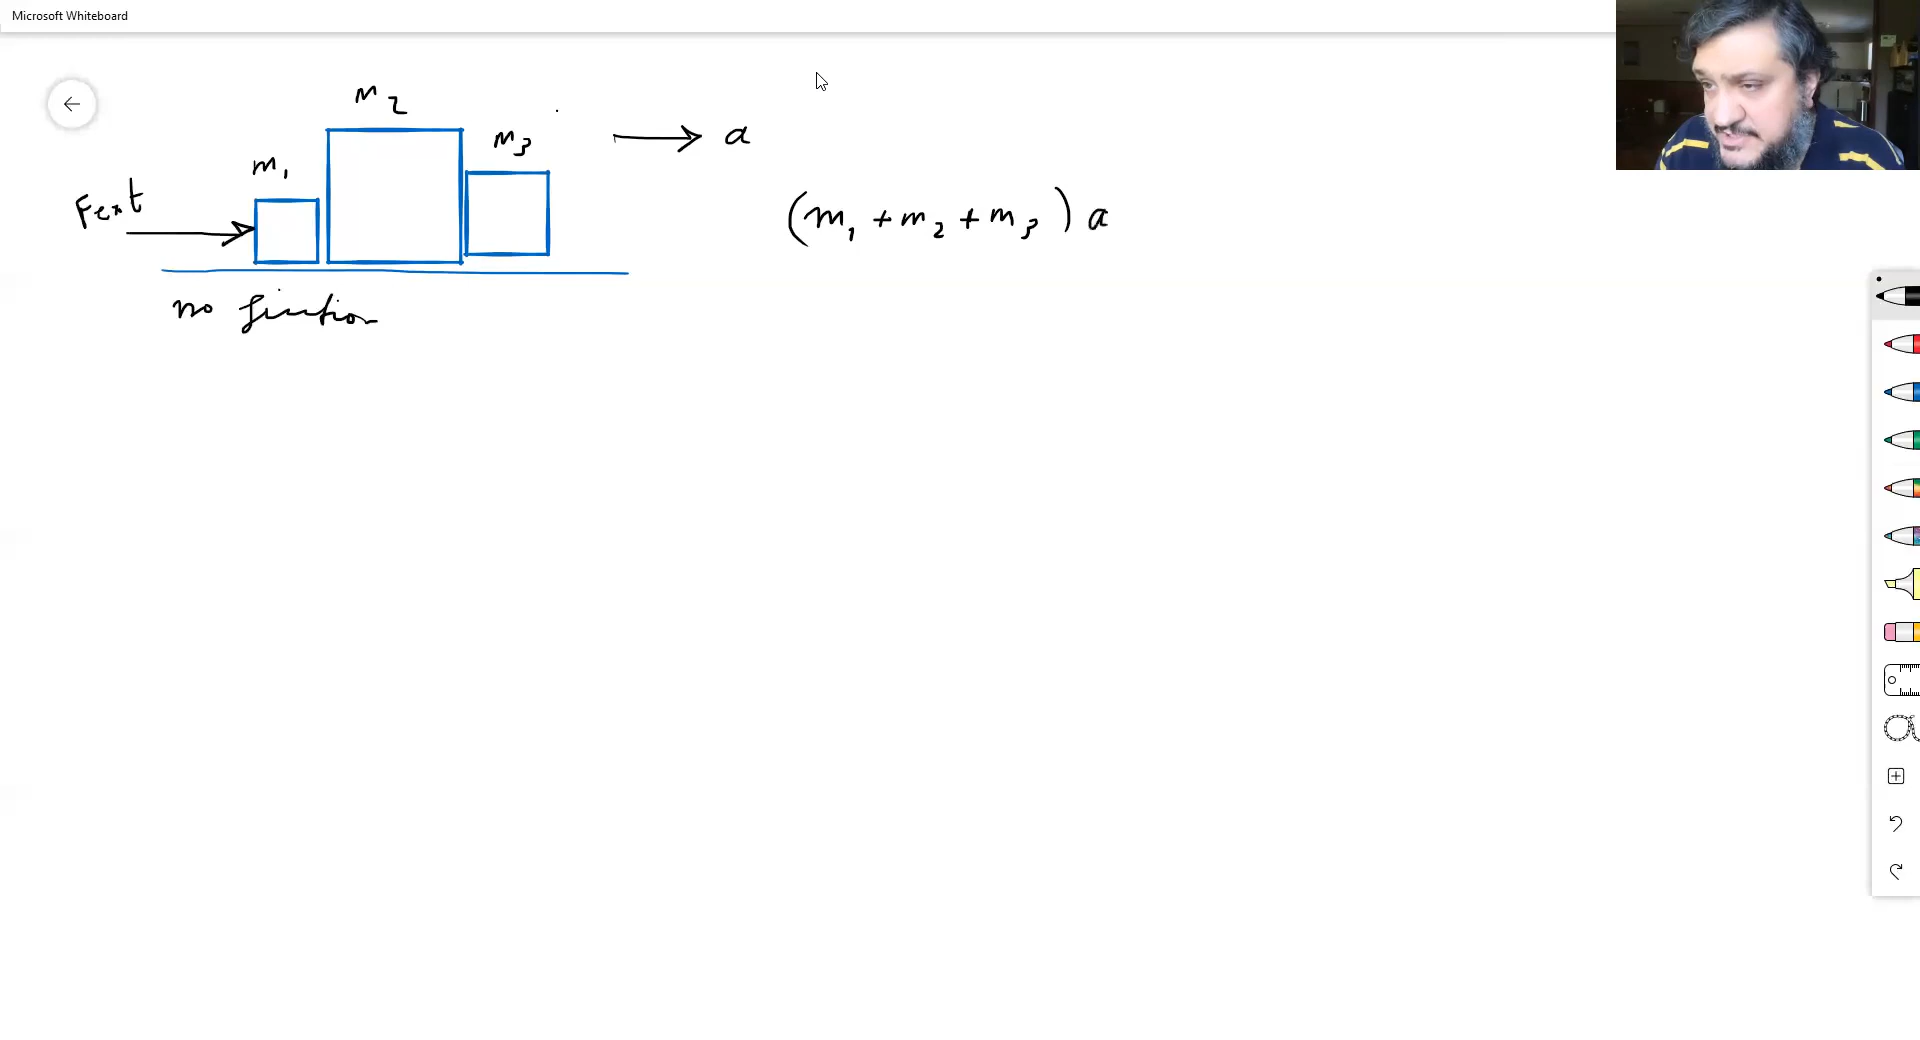 Microsoft Whiteboard
m₂
m₃
a
m₁
Fext
(m₁ + m₂ + m₃) a
no friction